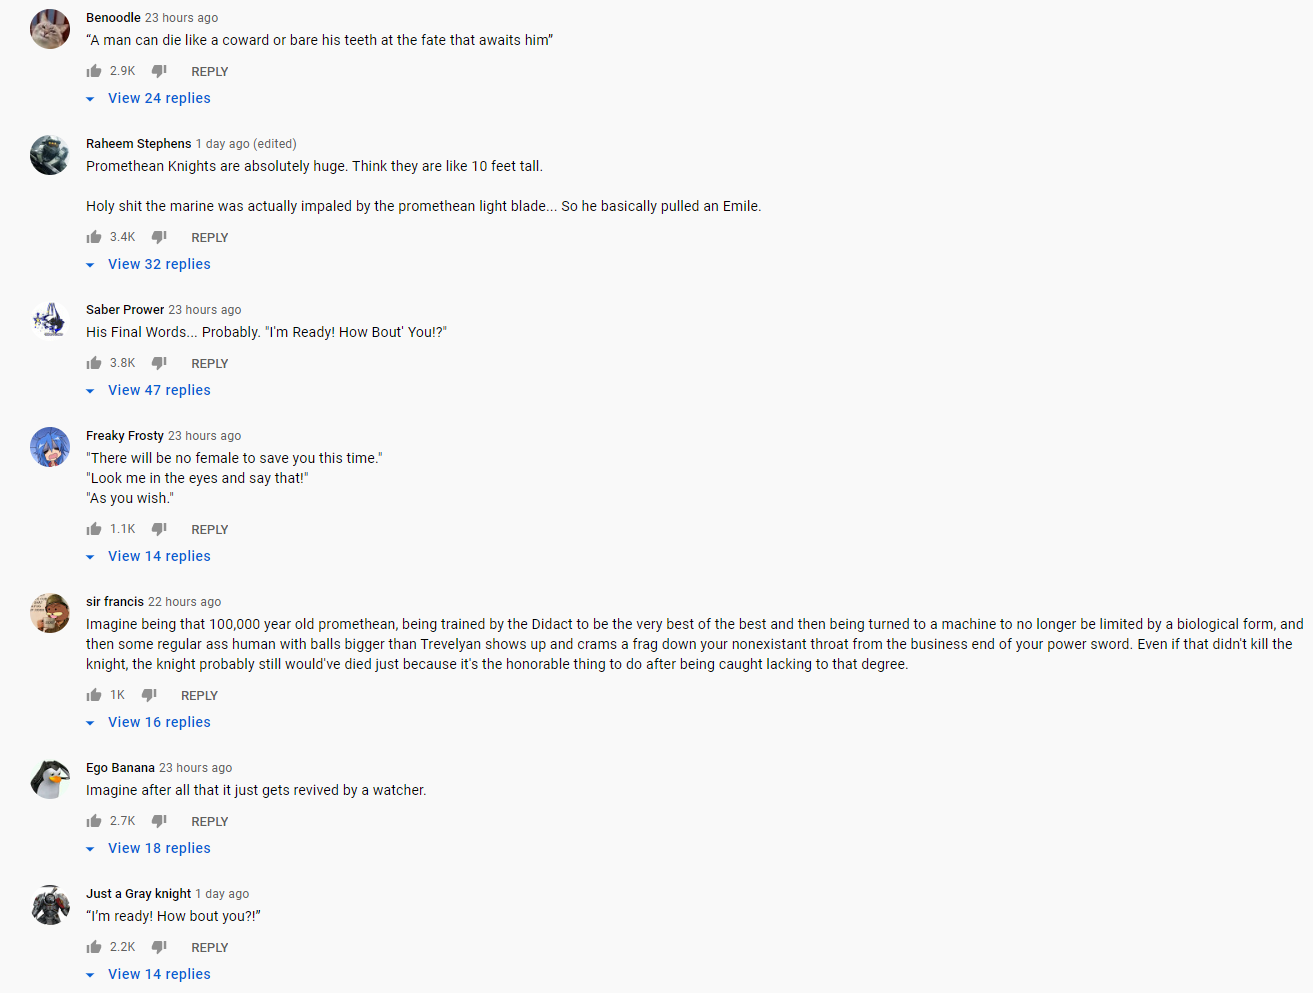 Benoodle 23 hours ago
“A man can die like a coward or bare his teeth at the fate that awaits him”
2.9K REPLY
View 24 replies
Raheem Stephens 1 day ago (edited)
Promethean Knights are absolutely huge. Think they are like 10 feet tall.
Holy shit the marine was actually impaled by the promethean light blade... So he basically pulled an Emile.
3.4K REPLY
View 32 replies
Saber Prower 23 hours ago
His Final Words... Probably. "I'm Ready! How Bout' You!?"
3.8K REPLY
View 47 replies
Freaky Frosty 23 hours ago
"There will be no female to save you this time."
"Look me in the eyes and say that!"
"As you wish."
1.1K REPLY
View 14 replies
sir francis 22 hours ago
Imagine being that 100,000 year old promethean, being trained by the Didact to be the very best of the best and then being turned to a machine to no longer be limited by a biological form, and
then some regular ass human with balls bigger than Trevelyan shows up and crams a frag down your nonexistant throat from the business end of your power sword. Even if that didn't kill the
knight, the knight probably still would've died just because it's the honorable thing to do after being caught lacking to that degree.
1K REPLY
View 16 replies
Ego Banana 23 hours ago
Imagine after all that it just gets revived by a watcher.
2.7K REPLY
View 18 replies
Just a Gray knight 1 day ago
“I’m ready! How bout you?!”
2.2K REPLY
View 14 replies